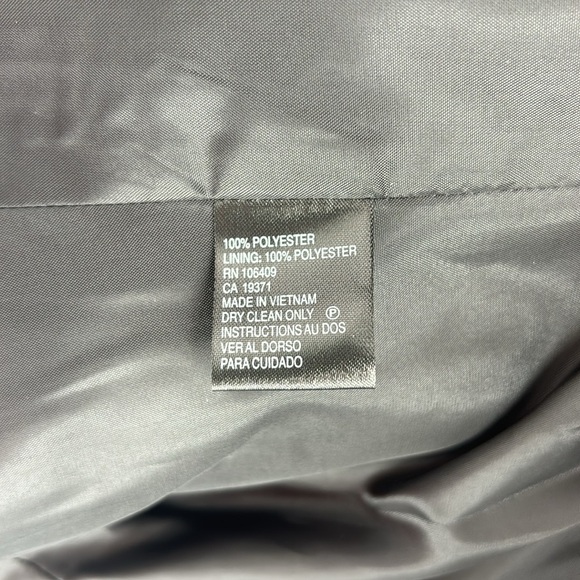 100% POLYESTER
LINING: 100% POLYESTER
RN 106409
CA 19371
MADE IN VIETNAM
DRY CLEAN ONLY Ⓟ
INSTRUCTIONS AU DOS
VER AL DORSO
PARA CUIDADO